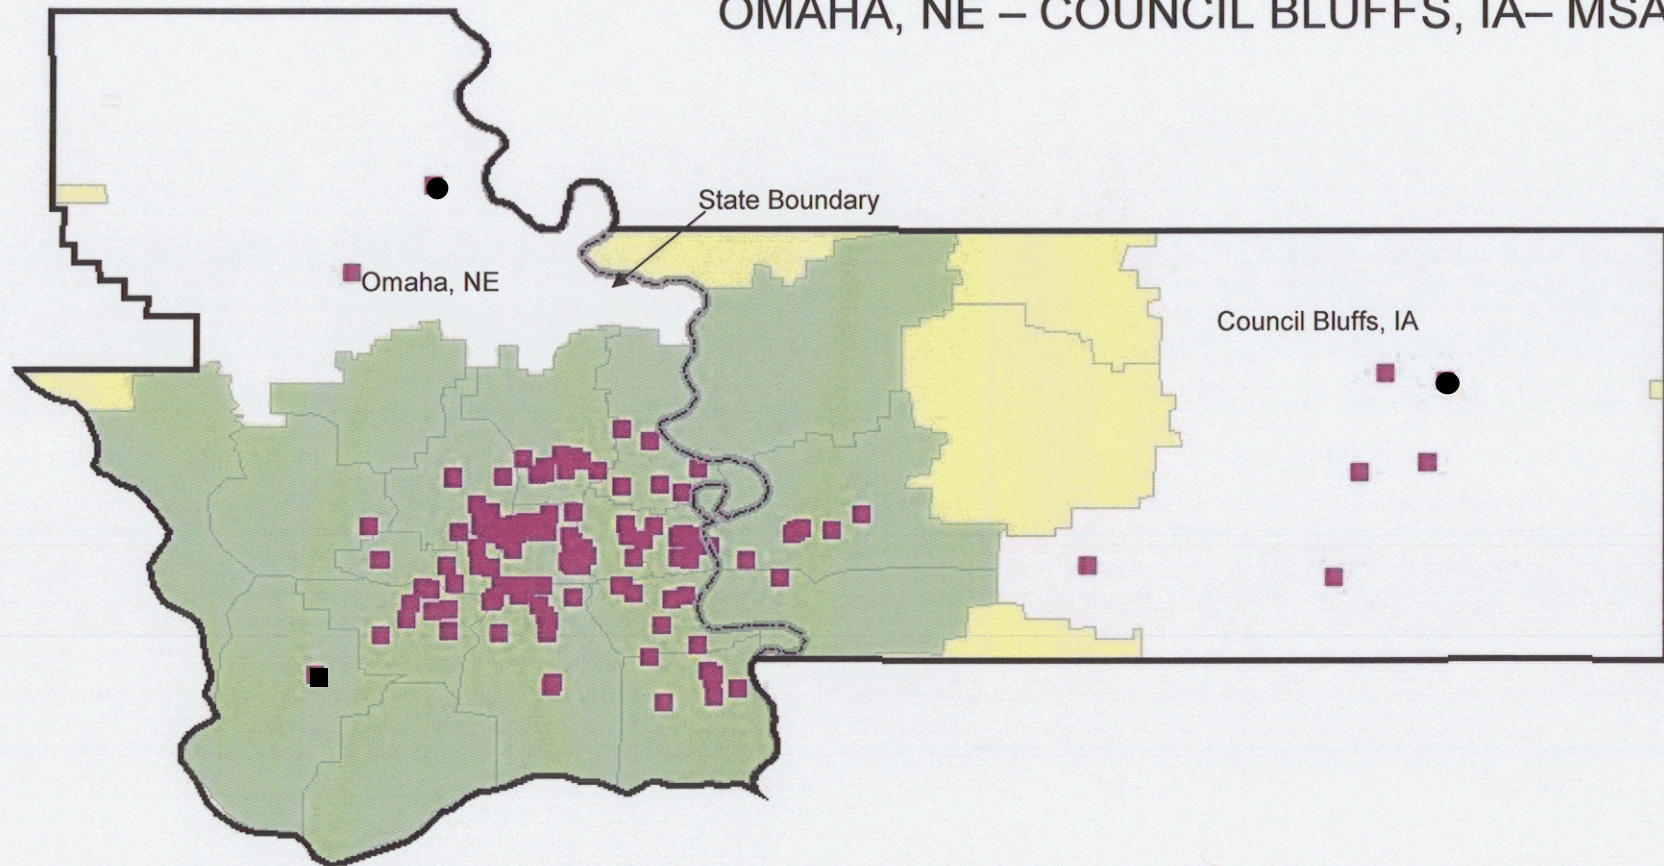 OMAHA, NE – COUNCIL BLUFFS, IA– MSA
State Boundary
Omaha, NE
Council Bluffs, IA